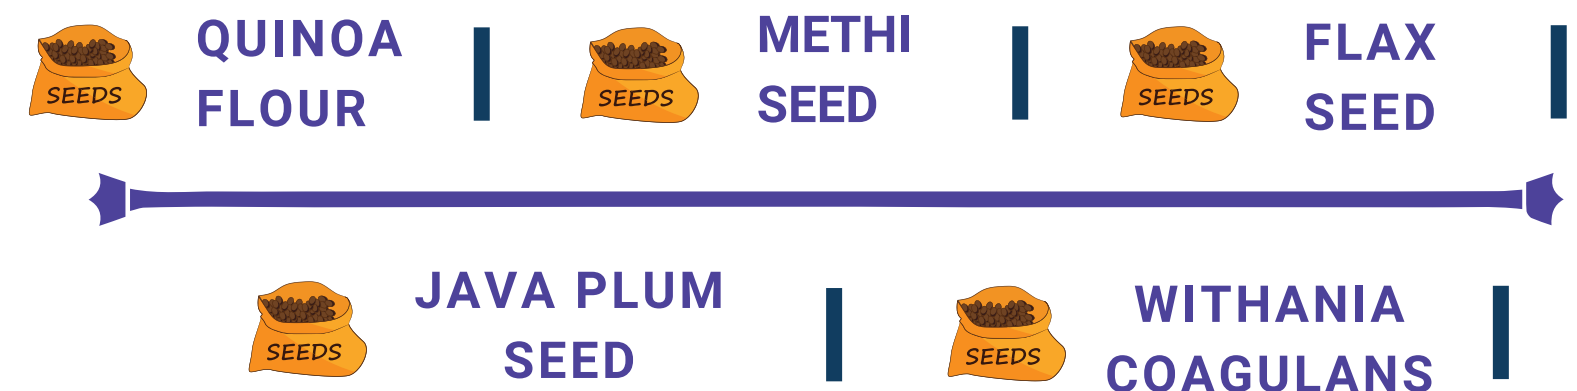 SEEDS
QUINOA
FLOUR
SEEDS
METHI
SEED
SEEDS
FLAX
SEED
SEEDS
JAVA PLUM
SEED
SEEDS
WITHANIA
COAGULANS